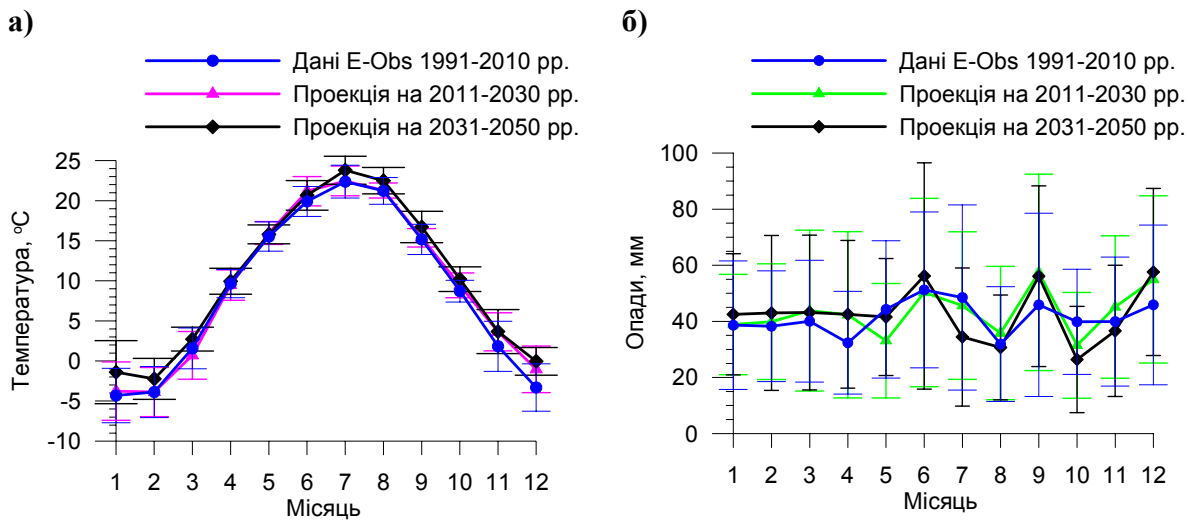 а)
Дані E-Obs 1991-2010 рр.
Проекція на 2011-2030 рр.
Проекція на 2031-2050 рр.
Температура, °C
25
20
15
10
5
0
-5
-10
1 2 3 4 5 6 7 8 9 10 11 12
Місяць
б)
Дані E-Obs 1991-2010 рр.
Проекція на 2011-2030 рр.
Проекція на 2031-2050 рр.
Опади, мм
100
80
60
40
20
0
1 2 3 4 5 6 7 8 9 10 11 12
Місяць